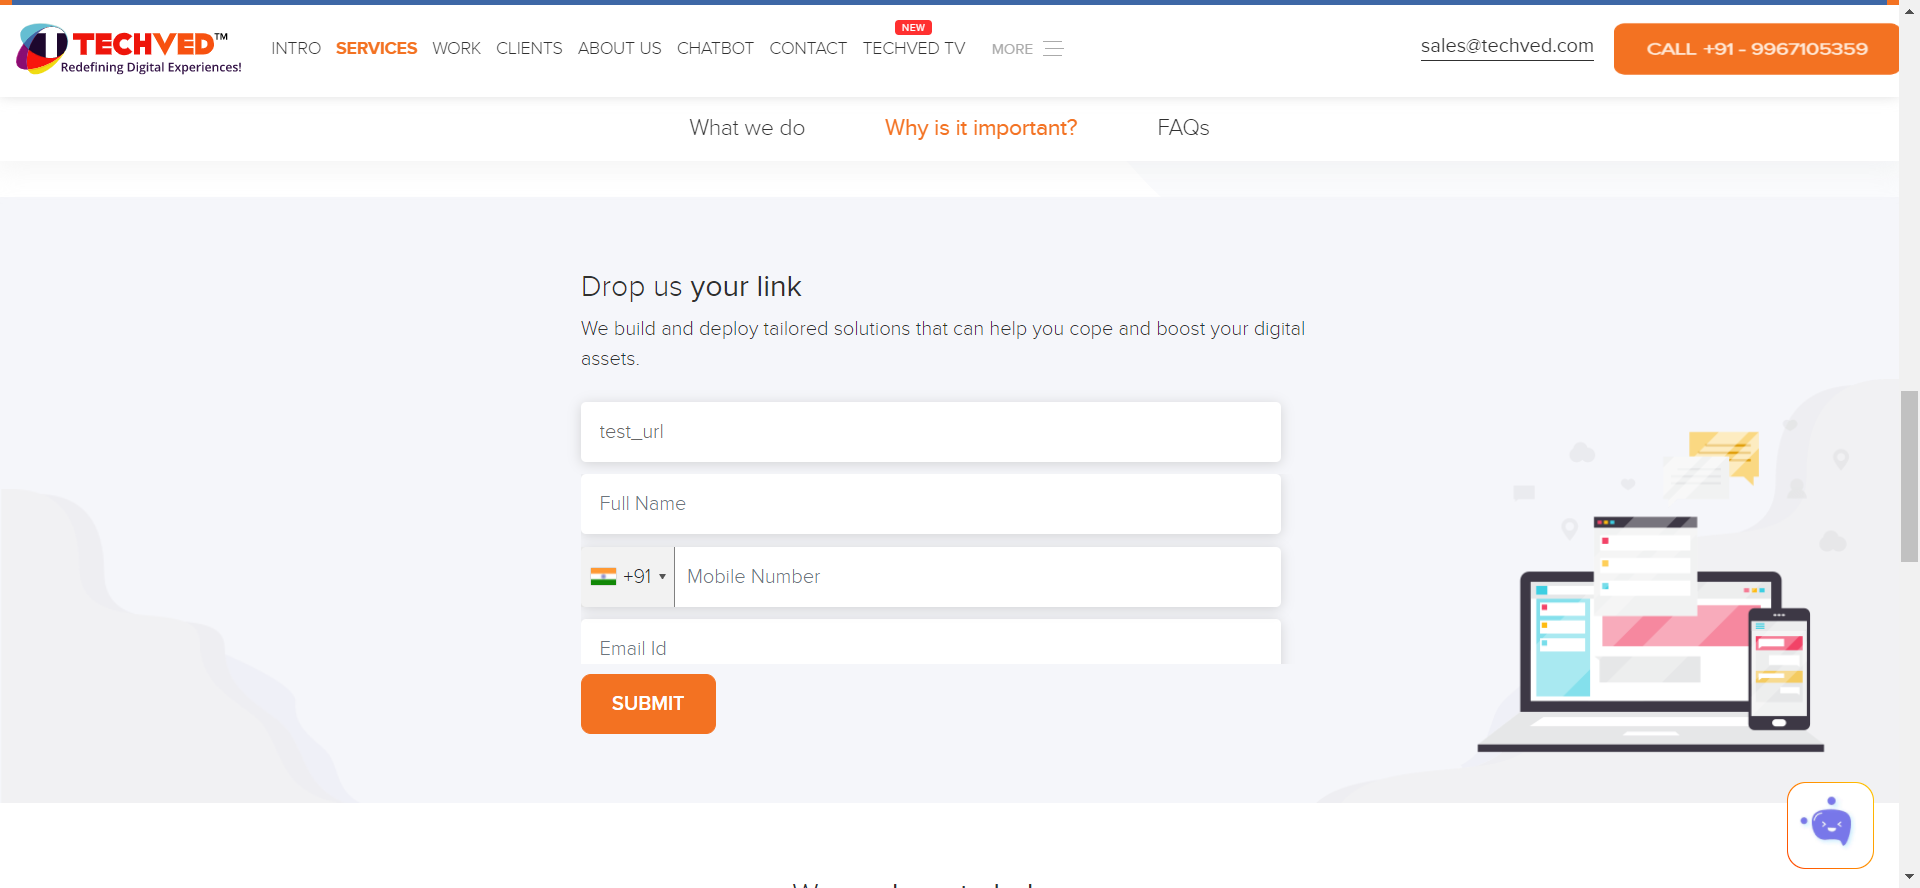 TECHVED™
Redefining Digital Experiences!
INTRO SERVICES WORK CLIENTS ABOUT US CHATBOT CONTACT TECHVED TV NEW MORE
sales@techved.com
CALL +91 - 9967105359
What we do Why is it important? FAQs
Drop us your link
We build and deploy tailored solutions that can help you cope and boost your digital
assets.
test_url
Full Name
+91 Mobile Number
Email Id
SUBMIT